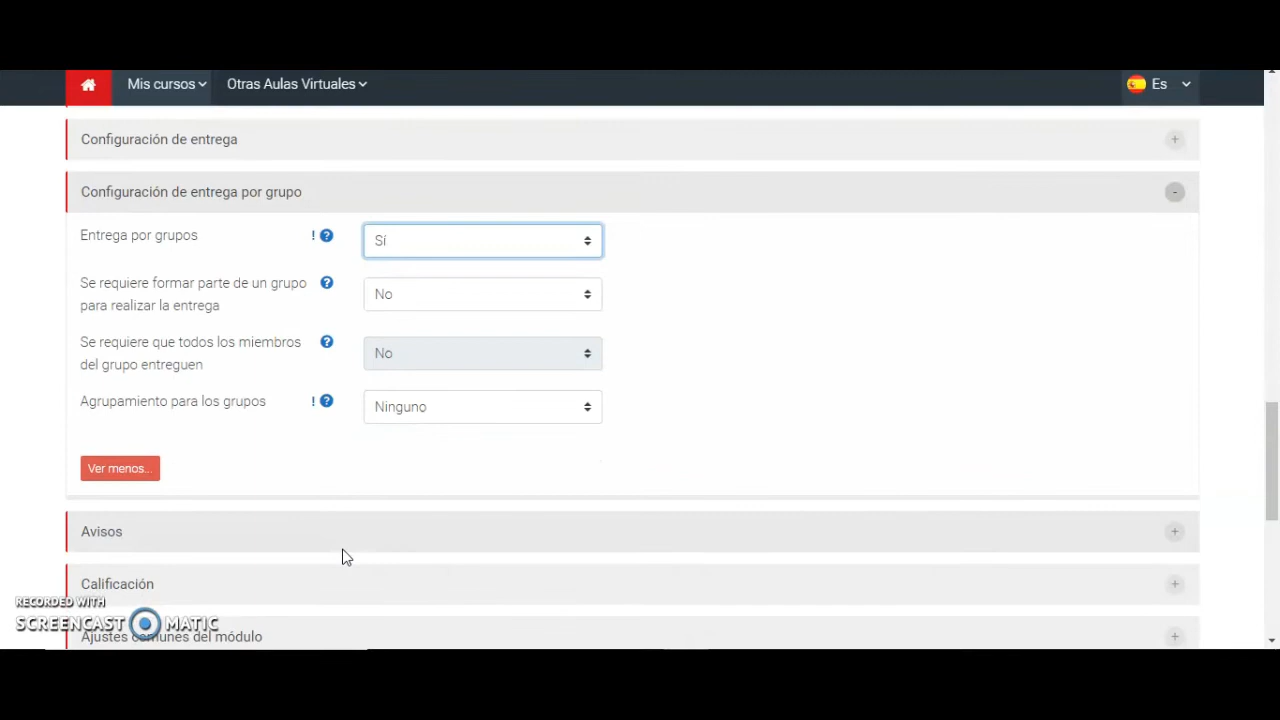 Mis cursos
Otras Aulas Virtuales
Es
Configuración de entrega
+
Configuración de entrega por grupo
-
Entrega por grupos ! ?
Sí
Se requiere formar parte de un grupo ?
para realizar la entrega
No
Se requiere que todos los miembros ?
del grupo entreguen
No
Agrupamiento para los grupos ! ?
Ninguno
Ver menos...
Avisos
+
Calificación
+
RECORDED WITH
SCREENCAST MATIC
Ajustes comunes del módulo
+